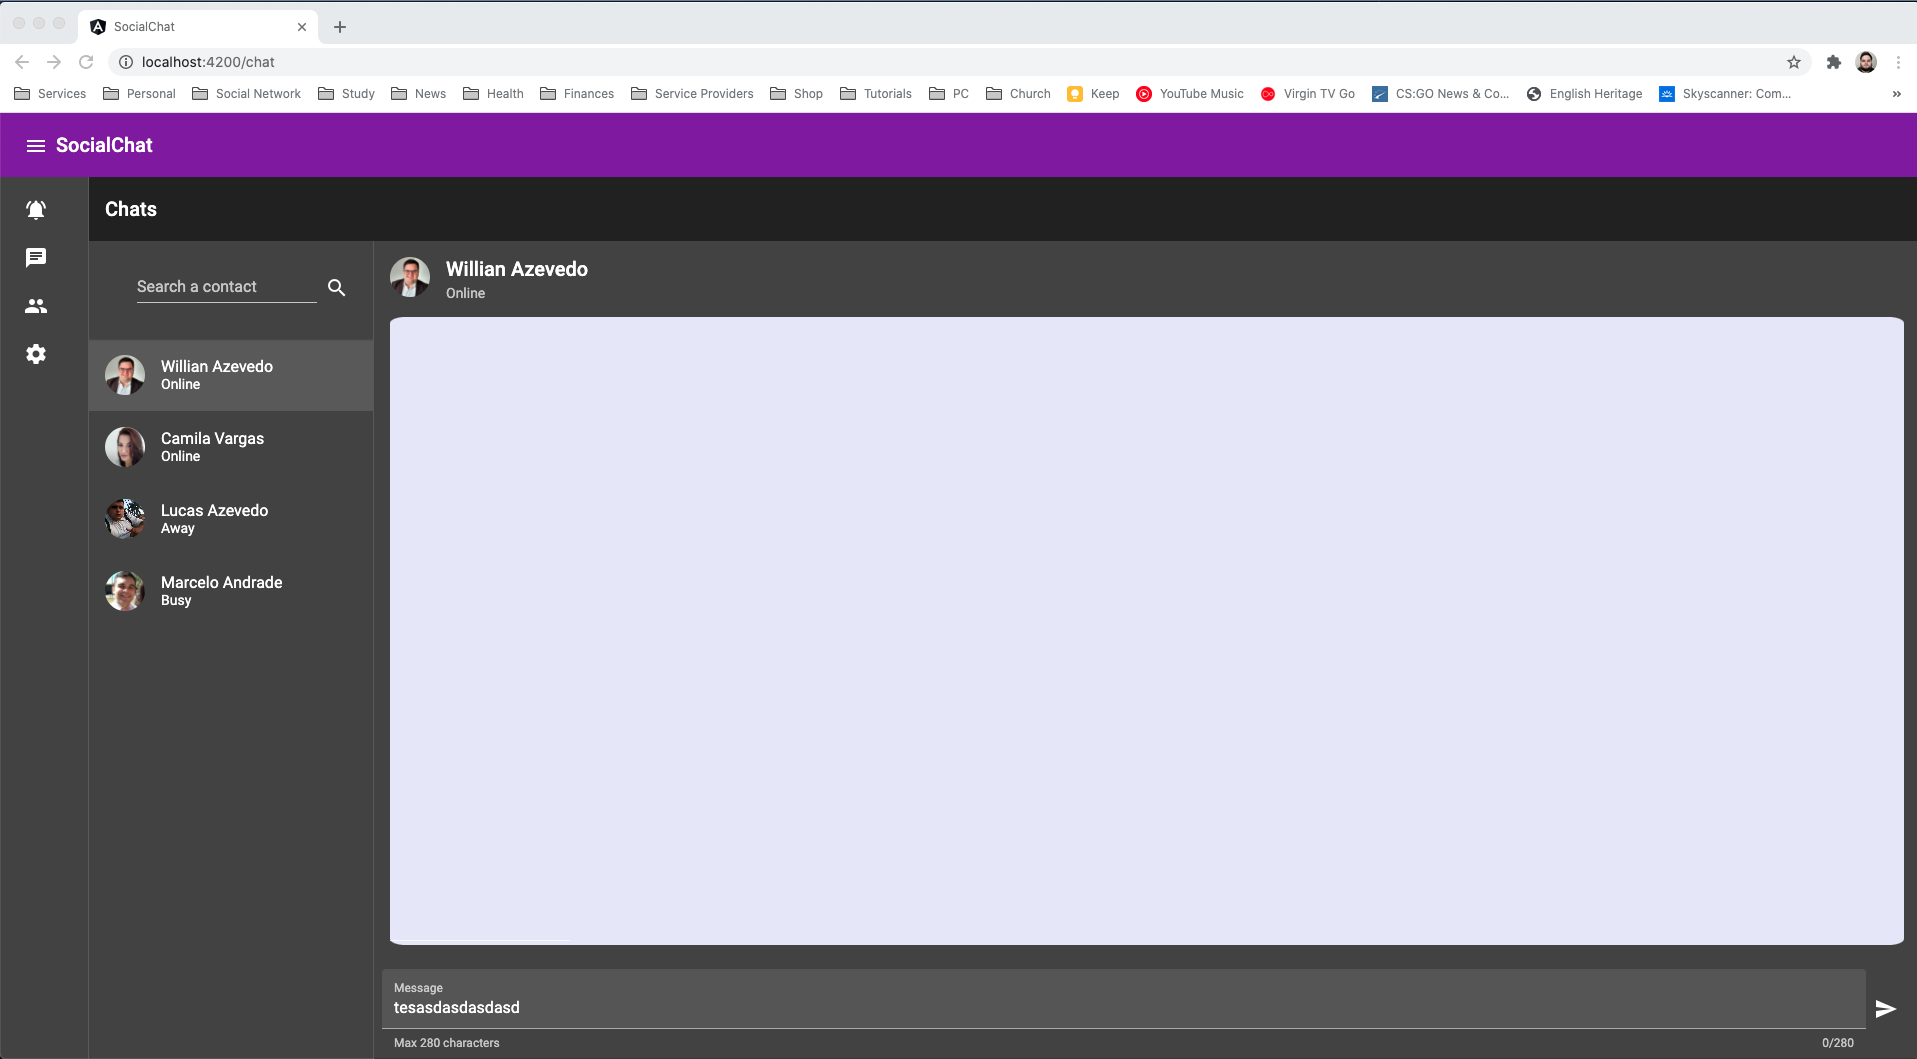 SocialChat
localhost:4200/chat
Services Personal Social Network Study News Health Finances Service Providers Shop Tutorials PC Church Keep YouTube Music Virgin TV Go CS:GO News & Co... English Heritage Skyscanner: Com... »
SocialChat
Chats
Search a contact
Willian Azevedo
Online
Camila Vargas
Online
Lucas Azevedo
Away
Marcelo Andrade
Busy
Willian Azevedo
Online
Message
tesasdasdasdasd
Max 280 characters 0/280